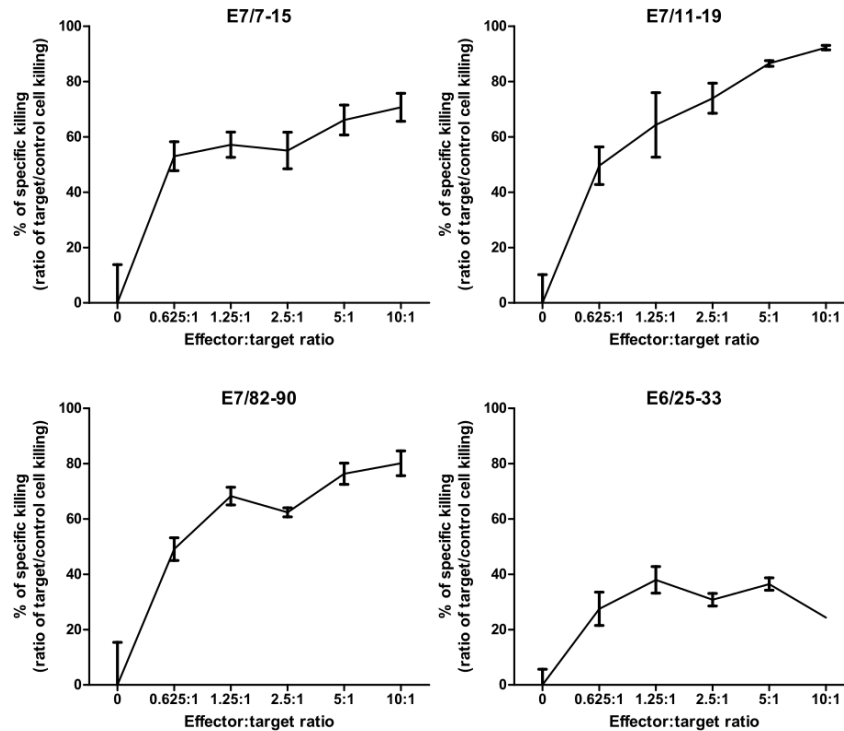 E7/7-15
% of specific killing
(ratio of target/control cell killing)
100
80
60
40
20
0
0 0.625:1 1.25:1 2.5:1 5:1 10:1
Effector:target ratio
E7/11-19
% of specific killing
(ratio of target/control cell killing)
100
80
60
40
20
0
0 0.625:1 1.25:1 2.5:1 5:1 10:1
Effector:target ratio
E7/82-90
% of specific killing
(ratio of target/control cell killing)
100
80
60
40
20
0
0 0.625:1 1.25:1 2.5:1 5:1 10:1
Effector:target ratio
E6/25-33
% of specific killing
(ratio of target/control cell killing)
100
80
60
40
20
0
0 0.625:1 1.25:1 2.5:1 5:1 10:1
Effector:target ratio